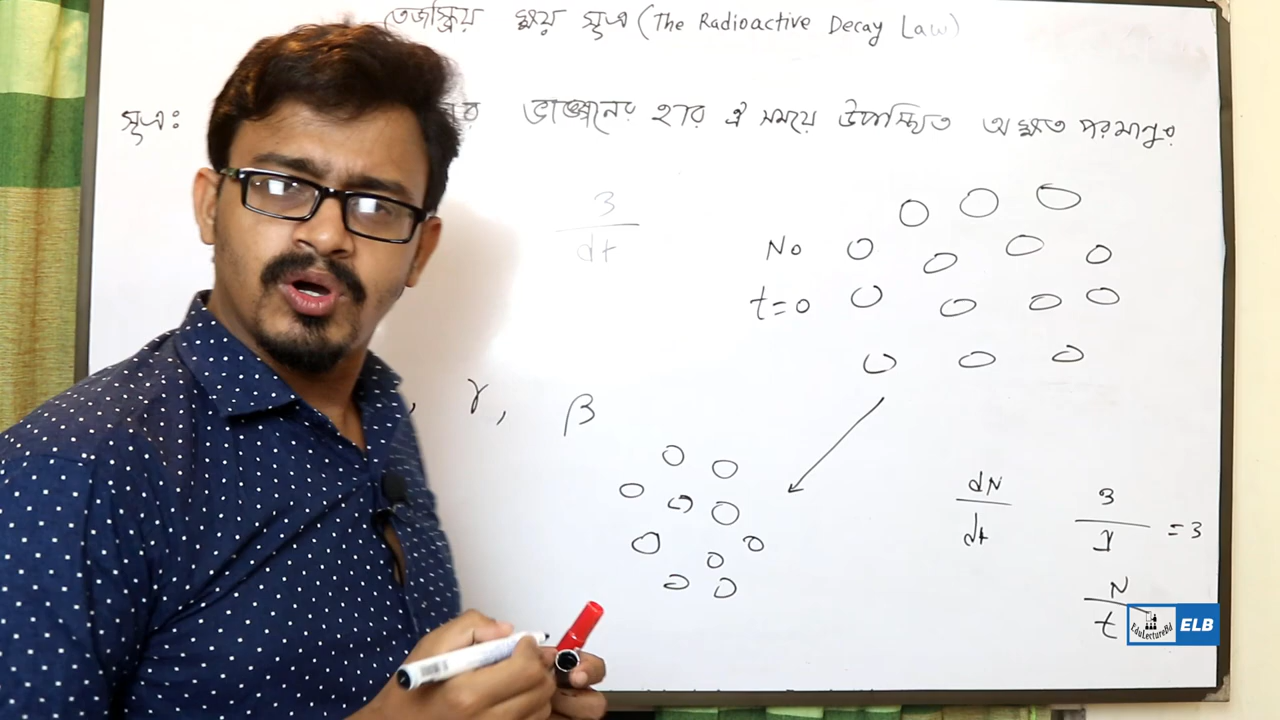 তেজস্ক্রিয় ক্ষয় সূত্র (The Radioactive Decay Law)
সূত্রঃ ভাঙ্গনের হার ঐ সময়ে উপস্থিত অক্ষত পরমানুর
3
dt
No
t=0
γ, β
dN
dt
3
1
= 3
N
t
EduLectureBd
ELB